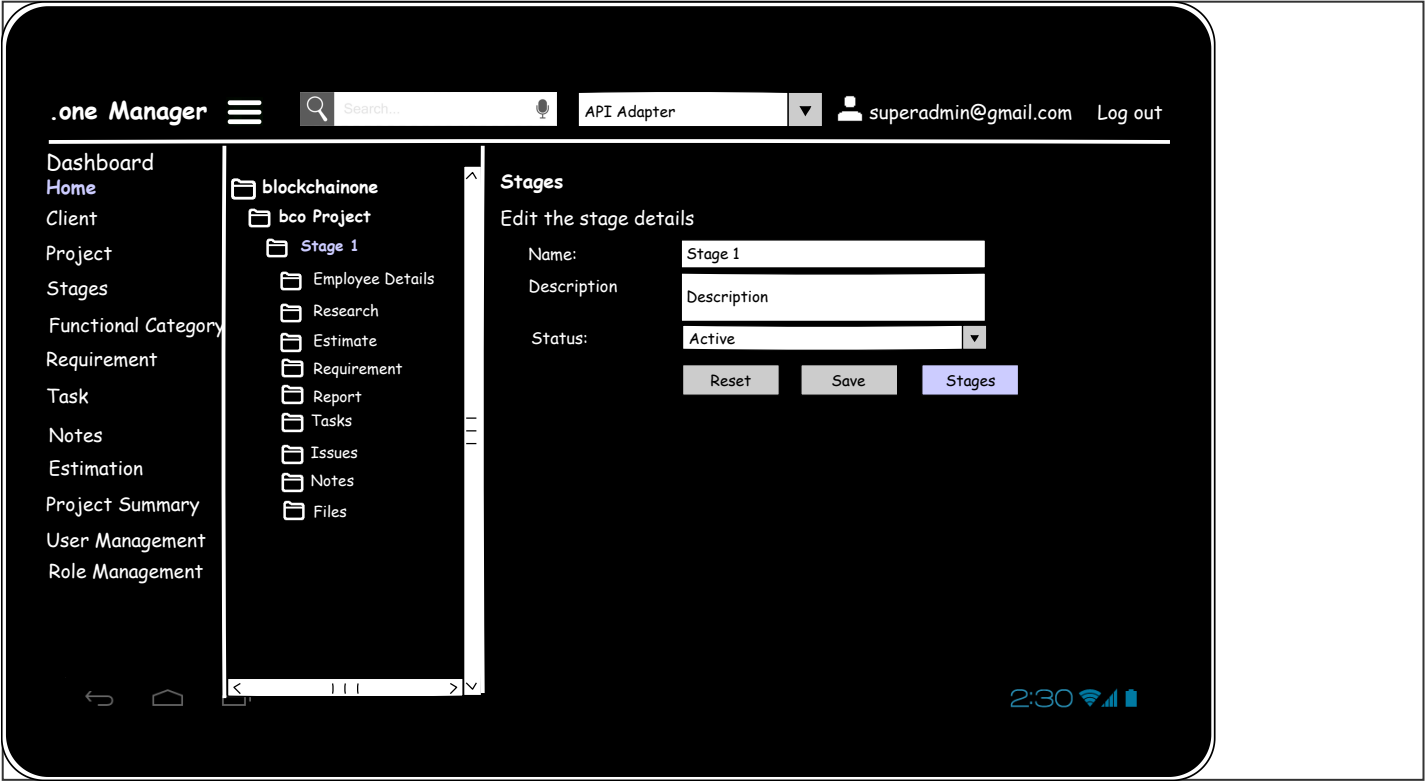 .one Manager
Search...
API Adapter
superadmin@gmail.com
Log out
Dashboard
Home
Client
Project
Stages
Functional Category
Requirement
Task
Notes
Estimation
Project Summary
User Management
Role Management
blockchainone
bco Project
Stage 1
Employee Details
Research
Estimate
Requirement
Report
Tasks
Issues
Notes
Files
Stages
Edit the stage details
Name: Stage 1
Description Description
Status: Active
Reset Save Stages
2:30